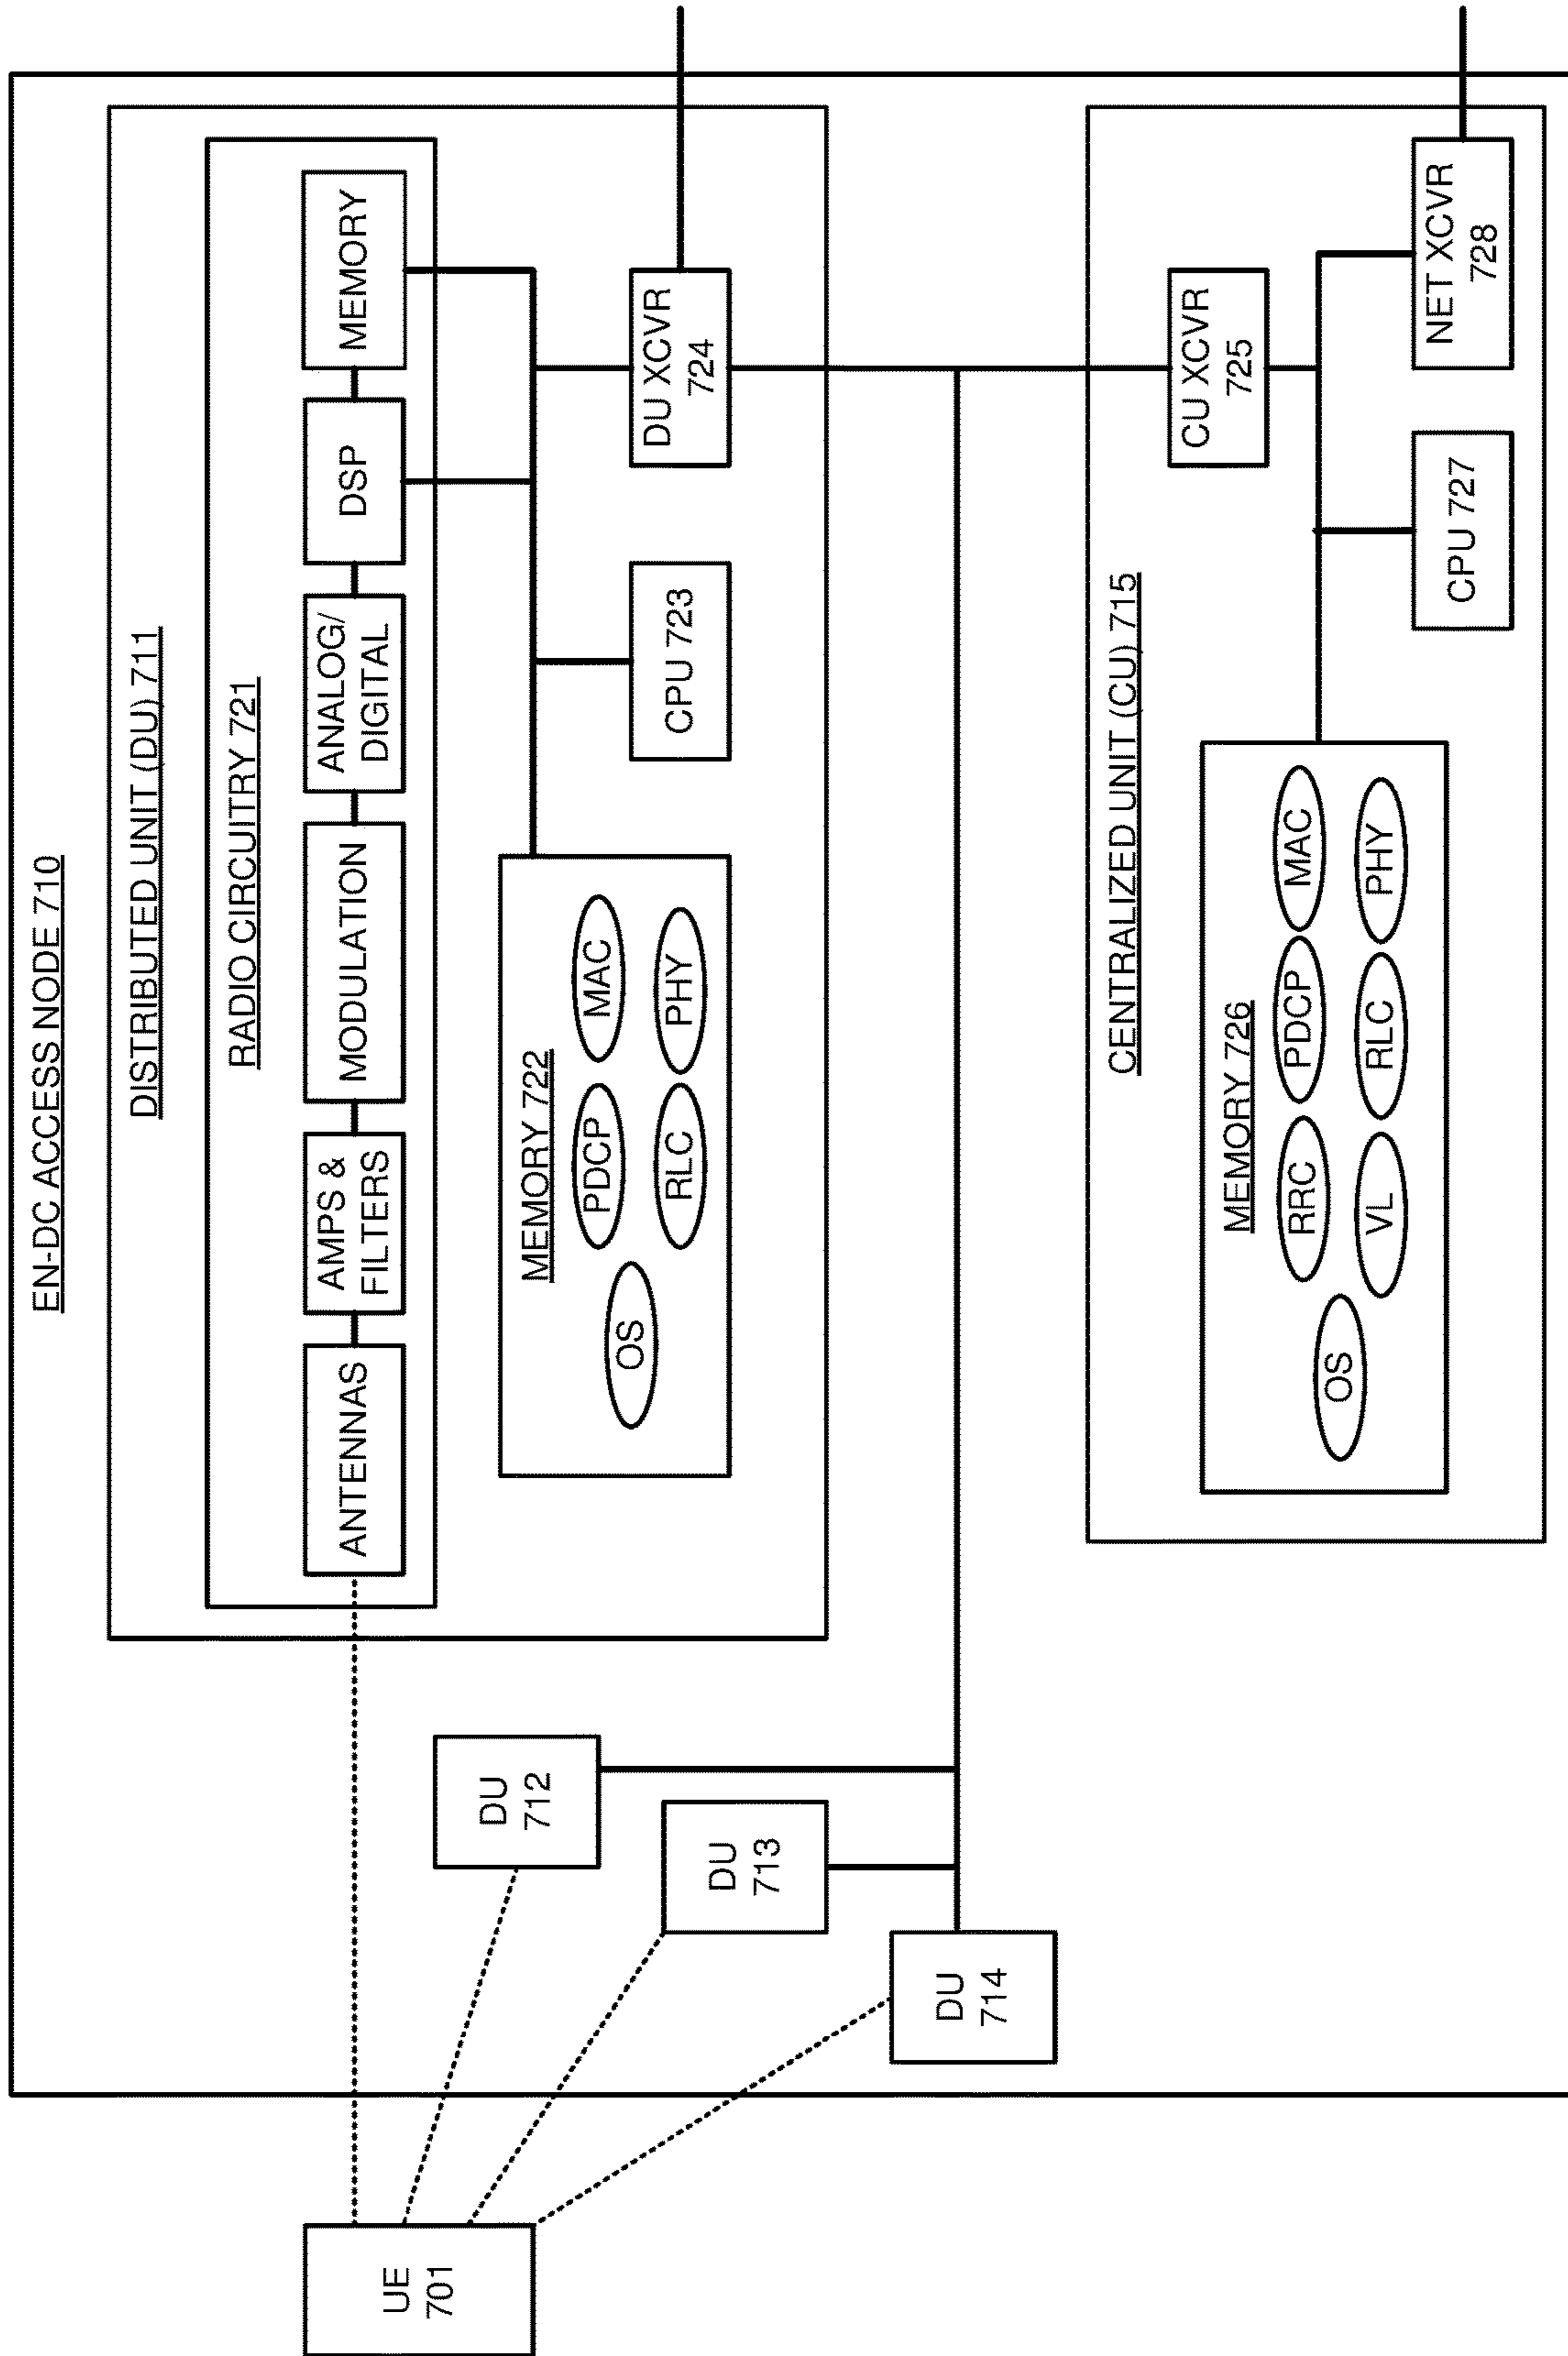 EN-DC ACCESS NODE 710
DISTRIBUTED UNIT (DU) 711
RADIO CIRCUITRY 721
ANTENNAS
AMPS &
FILTERS
MODULATION
ANALOG/
DIGITAL
DSP
MEMORY
UE
701
DU
712
DU
713
DU
714
MEMORY 722
OS
PDCP
MAC
RLC
PHY
CPU 723
DU XCVR
724
CENTRALIZED UNIT (CU) 715
CU XCVR
725
MEMORY 726
OS
RRC
PDCP
MAC
VL
RLC
PHY
CPU 727
NET XCVR
728